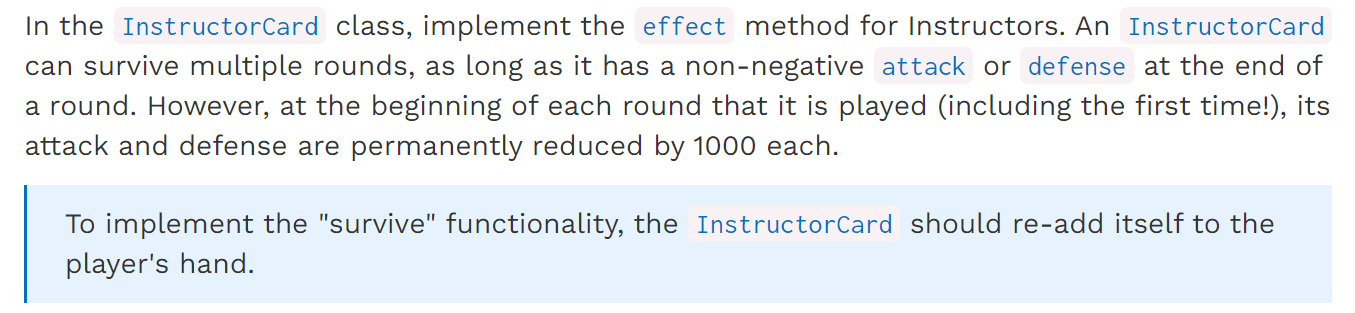 In the InstructorCard class, implement the effect method for Instructors. An InstructorCard
can survive multiple rounds, as long as it has a non-negative attack or defense at the end of
a round. However, at the beginning of each round that it is played (including the first time!), its
attack and defense are permanently reduced by 1000 each.
To implement the "survive" functionality, the InstructorCard should re-add itself to the
player's hand.